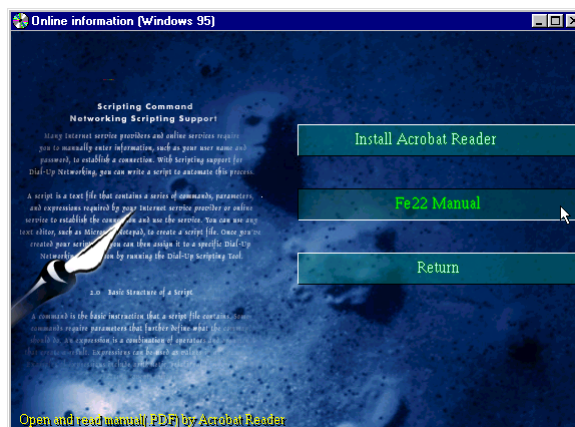 Online information (Windows 95)
Scripting Command
Networking Scripting Support
Many Internet service providers and online services require
you to manually enter information, such as your user name and
password, to establish a connection. With Scripting support for
Dial-Up Networking, you can write a script to automate this process.
A script is a text file that contains a series of commands, parameters,
and expressions required by your Internet service provider or online
service to establish the connection and use the service. You can use any
text editor, such as Microsoft Notepad, to create a script file. Once you've
created your script, you can then assign it to a specific Dial-Up
Networking by running the Dial-Up Scripting Tool.
2.0 Basic Structure of a Script
A command is the basic instruction that a script file contains. Some
commands require parameters that further define what the
should do. An expression is a combination of operators and
Expressions can be used as values
Install Acrobat Reader
Fe22 Manual
Return
Open and read manual(.PDF) by Acrobat Reader